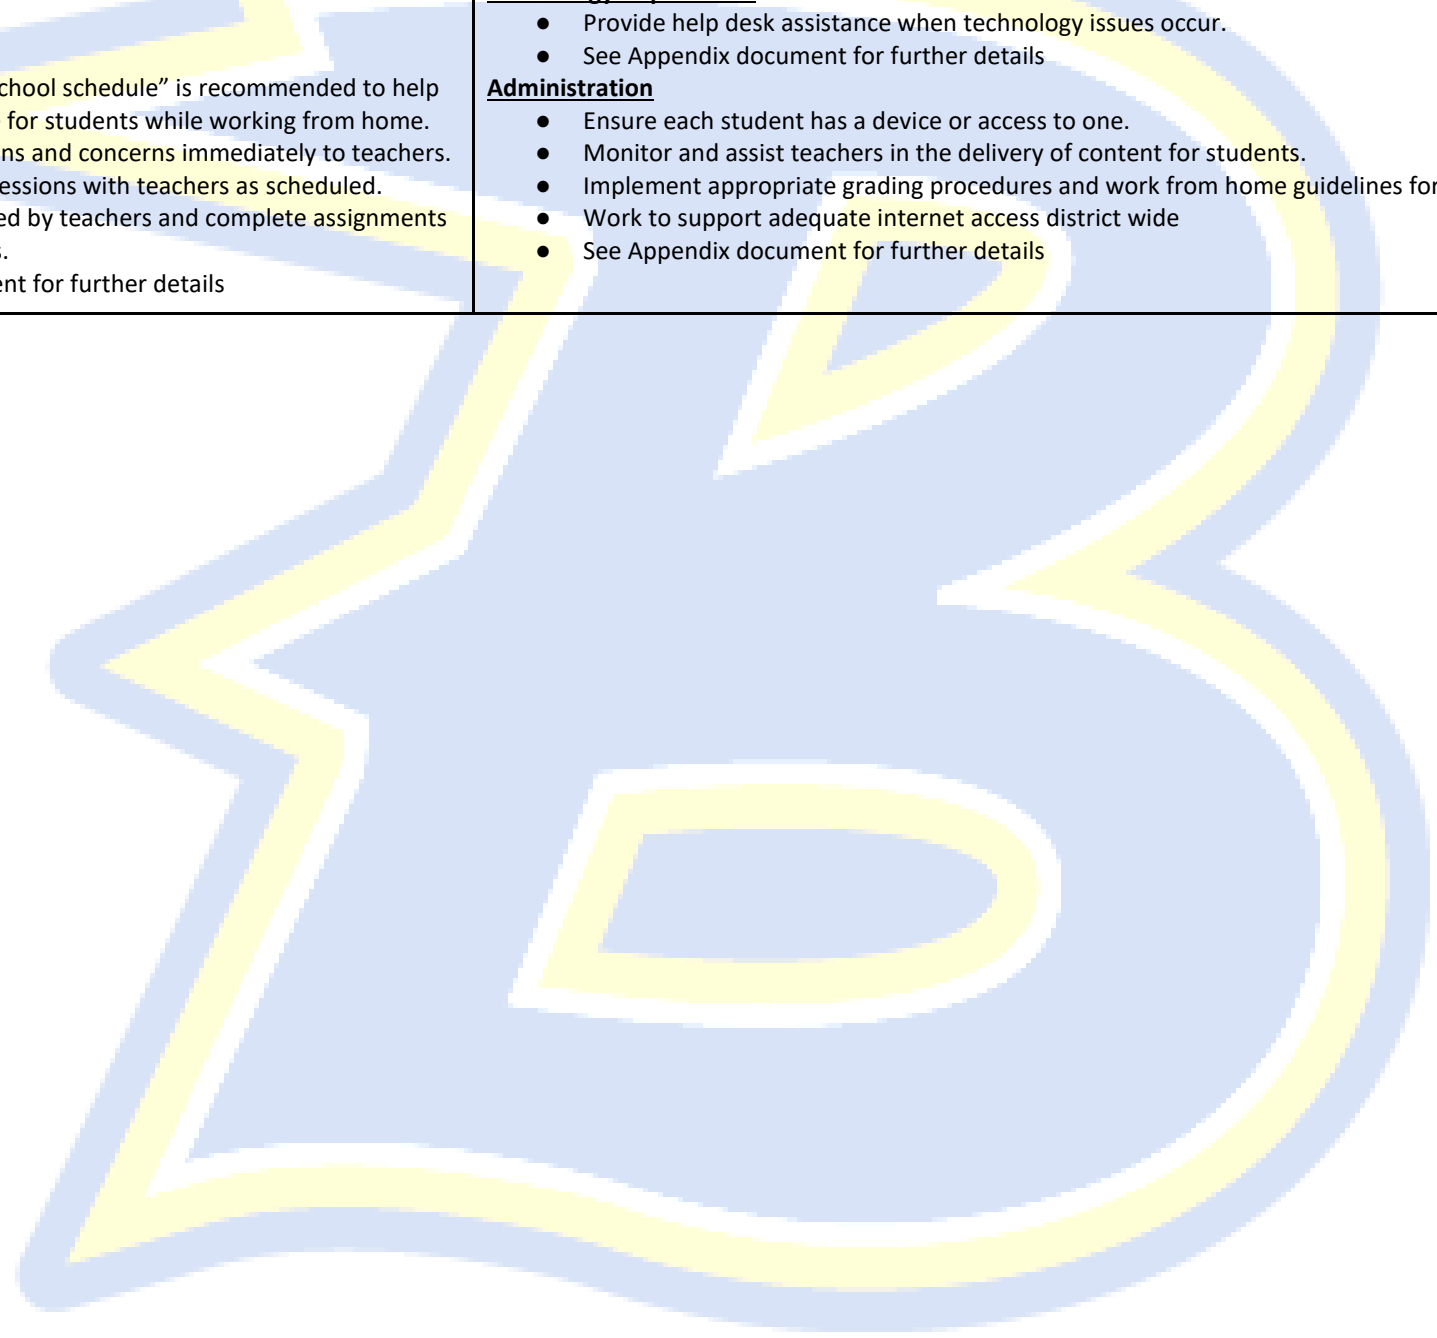 ● Provide help desk assistance when technology issues occur.
● See Appendix document for further details
chool schedule” is recommended to help
for students while working from home.
ns and concerns immediately to teachers.
essions with teachers as scheduled.
ed by teachers and complete assignments
s.
ent for further details
Administration
● Ensure each student has a device or access to one.
● Monitor and assist teachers in the delivery of content for students.
● Implement appropriate grading procedures and work from home guidelines for
● Work to support adequate internet access district wide
● See Appendix document for further details
B